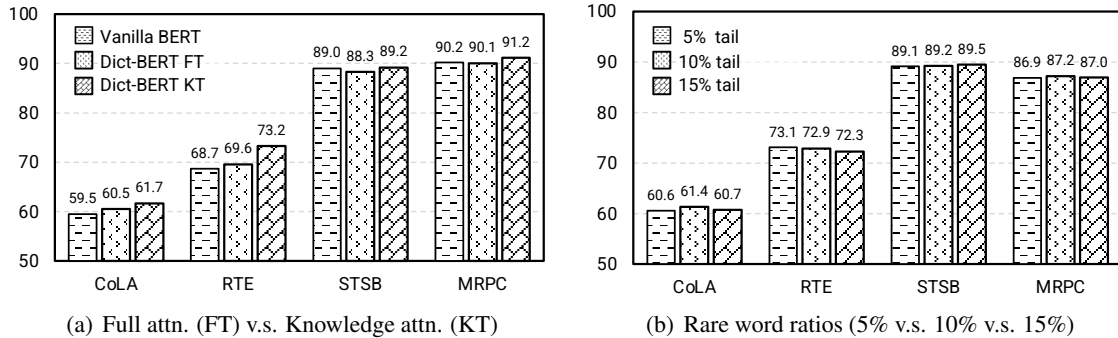 100
90
80
70
60
50
Vanilla BERT
Dict-BERT FT
Dict-BERT KT
59.5 60.5 61.7
68.7 69.6 73.2
89.0 88.3 89.2
90.2 90.1 91.2
CoLA RTE STSB MRPC
(a) Full attn. (FT) v.s. Knowledge attn. (KT)
100
90
80
70
60
50
5% tail
10% tail
15% tail
60.6 61.4 60.7
73.1 72.9 72.3
89.1 89.2 89.5
86.9 87.2 87.0
CoLA RTE STSB MRPC
(b) Rare word ratios (5% v.s. 10% v.s. 15%)